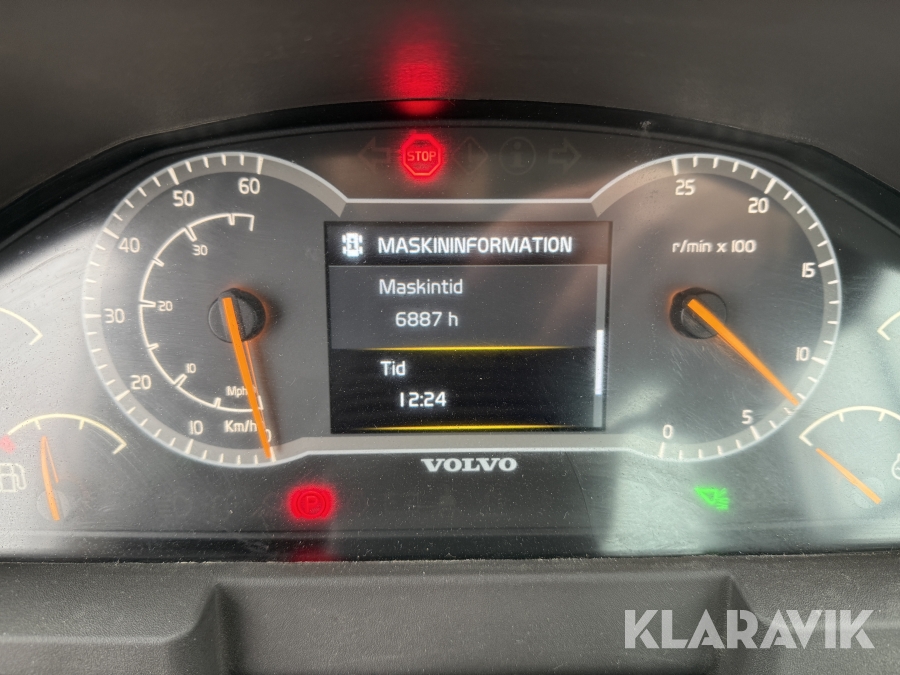 STOP
60
50
40
30
20
10
0
30
20
10
Mph
Km/h
MASKININFORMATION
Maskintid
6887 h
Tid
12:24
25
20
15
10
5
0
r/min x 100
VOLVO
P
KLARAVIK